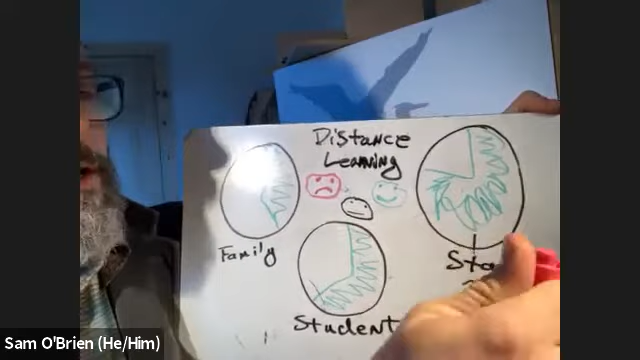 Distance
Learning
Family
Student
Sam O'Brien (He/Him)